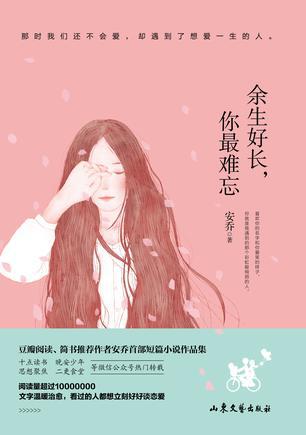 那时我们还不会爱，却遇到了想爱一生的人。
余生好长，
你最难忘
安乔◎著
豆瓣阅读、简书推荐作者安乔首部短篇小说作品集
十点读书 晚安少年
思想聚焦 二更食堂
等微信公众号热门转载
阅读量超过10000000
文字温暖治愈，看过的人都想立刻好好谈恋爱
山东文艺出版社